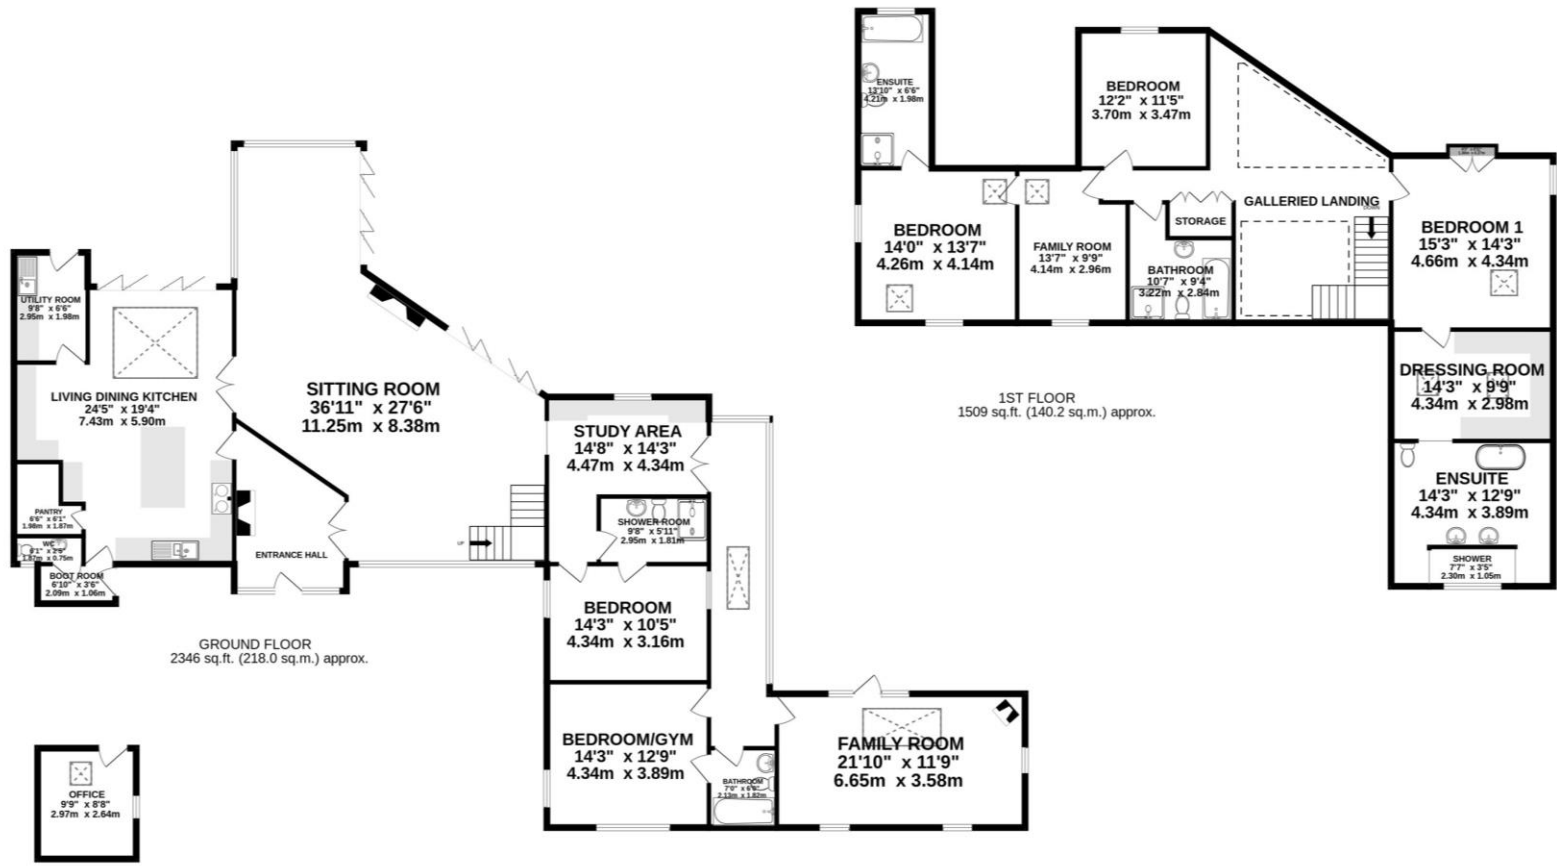 UTILITY ROOM
9'8" x 6'6"
2.95m x 1.98m
LIVING DINING KITCHEN
24'5" x 19'4"
7.43m x 5.90m
PANTRY
6'6" x 6'1"
1.98m x 1.87m
WC
BOOT ROOM
6'10" x 3'6"
2.09m x 1.06m
SITTING ROOM
36'11" x 27'6"
11.25m x 8.38m
ENTRANCE HALL
UP
STUDY AREA
14'8" x 14'3"
4.47m x 4.34m
SHOWER ROOM
9'8" x 5'11"
2.95m x 1.81m
BEDROOM
14'3" x 10'5"
4.34m x 3.16m
BEDROOM/GYM
14'3" x 12'9"
4.34m x 3.89m
BATHROOM
FAMILY ROOM
21'10" x 11'9"
6.65m x 3.58m
GROUND FLOOR
2346 sq.ft. (218.0 sq.m.) approx.
OFFICE
9'9" x 8'8"
2.97m x 2.64m
ENSUITE
13'10" x 6'6"
4.21m x 1.98m
BEDROOM
14'0" x 13'7"
4.26m x 4.14m
BEDROOM
12'2" x 11'5"
3.70m x 3.47m
FAMILY ROOM
13'7" x 9'9"
4.14m x 2.96m
STORAGE
BATHROOM
10'7" x 9'4"
3.22m x 2.84m
GALLERIED LANDING
DOWN
BEDROOM 1
15'3" x 14'3"
4.66m x 4.34m
DRESSING ROOM
14'3" x 9'9"
4.34m x 2.98m
ENSUITE
14'3" x 12'9"
4.34m x 3.89m
SHOWER
7'7" x 3'5"
2.30m x 1.05m
1ST FLOOR
1509 sq.ft. (140.2 sq.m.) approx.